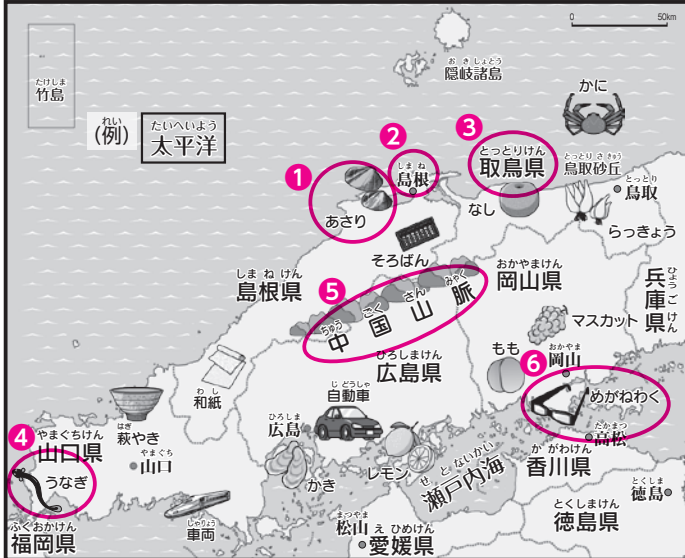 0 50km
たけしま
竹島
れい
(例)
たいへいよう
太平洋
お き しょとう
隠岐諸島
かに
❶
あさり
❷
しま ね
島根
❸
とっとりけん
取鳥県
とっとり さ きゅう
鳥取砂丘
とっとり
鳥取
なし
らっきょう
そろばん
しま ね けん
島根県
❺
ちゅう ごく さん みゃく
中国山脈
おかやまけん
岡山県
ひょう ご けん
兵庫県
マスカット
ひろしまけん
広島県
もも
おかやま
岡山
❻
めがねわく
たかまつ
高松
か がわけん
香川県
わ し
和紙
はぎ
萩やき
じ どうしゃ
自動車
ひろしま
広島
かき
レモン
せ と ないかい
瀬戸内海
❹
やまぐちけん
山口県
やまぐち
山口
うなぎ
ふくおかけん
福岡県
しゃりょう
車両
まつやま
松山
え ひめけん
愛媛県
とくしまけん
徳島県
とくしま
徳島